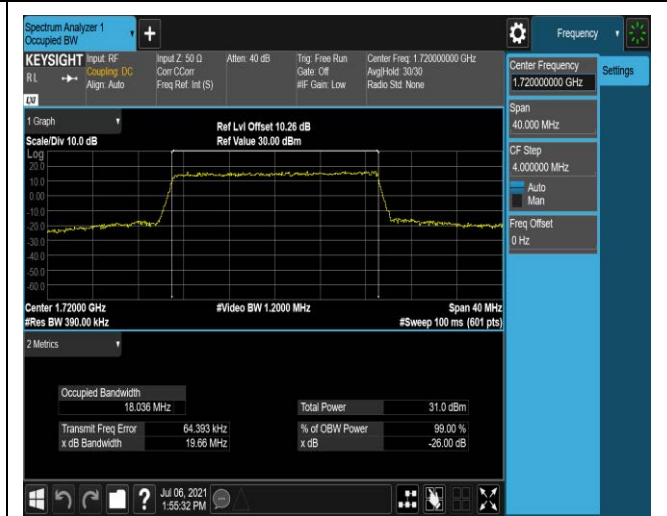 Spectrum Analyzer 1
Occupied BW
+
Frequency
KEYSIGHT
Input: RF
Input Z: 50 Ω
Atten: 40 dB
Trig: Free Run
Center Freq: 1.720000000 GHz
RL
Coupling: DC
Corr CCorr
Gate: Off
Avg|Hold: 30/30
Align: Auto
Freq Ref: Int (S)
#IF Gain: Low
Radio Std: None
LXI
Center Frequency
1.720000000 GHz
Settings
Span
40.000 MHz
CF Step
4.000000 MHz
Auto
Man
Freq Offset
0 Hz
1 Graph
Ref Lvl Offset 10.26 dB
Scale/Div 10.0 dB
Ref Value 30.00 dBm
Log
20.0
10.0
0.00
-10.0
-20.0
-30.0
-40.0
-50.0
-60.0
Center 1.72000 GHz
#Video BW 1.2000 MHz
Span 40 MHz
#Res BW 390.00 kHz
#Sweep 100 ms (601 pts)
2 Metrics
Occupied Bandwidth
18.036 MHz
Total Power
31.0 dBm
Transmit Freq Error
64.393 kHz
% of OBW Power
99.00 %
x dB Bandwidth
19.66 MHz
x dB
-26.00 dB
?
Jul 06, 2021
1:55:32 PM